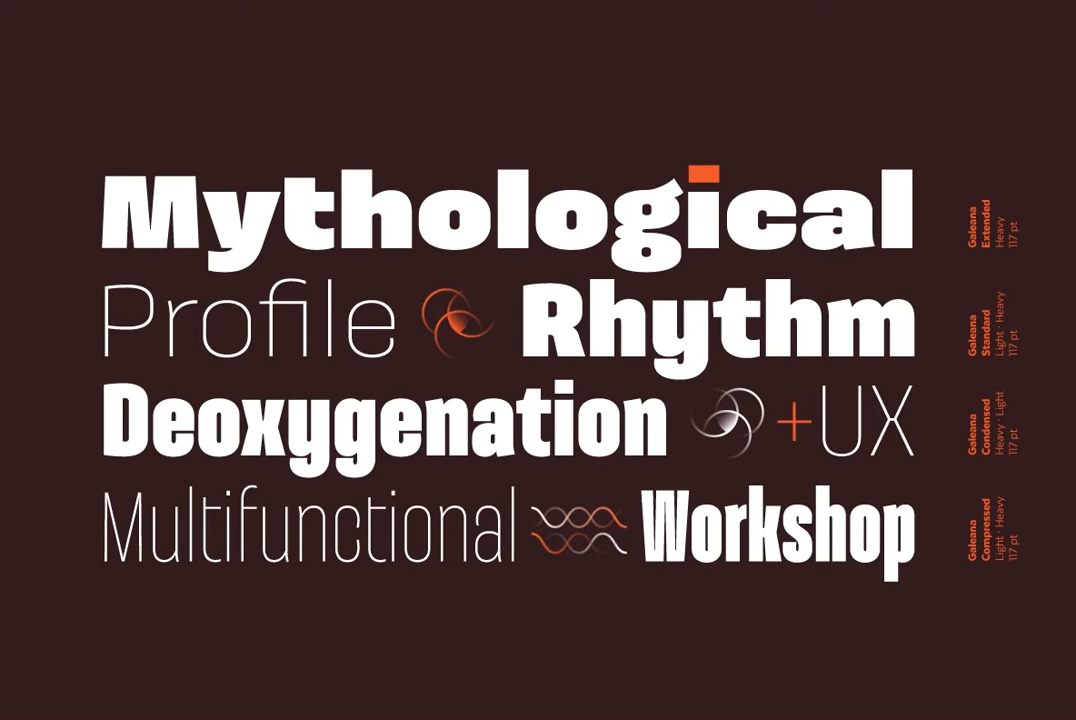 Mythological
Profile Rhythm
Deoxygenation +UX
Multifunctional Workshop
Galeana
Extended
Heavy
117 pt
Galeana
Standard
Light · Heavy
117 pt
Galeana
Condensed
Heavy · Light
117 pt
Galeana
Compressed
Light · Heavy
117 pt